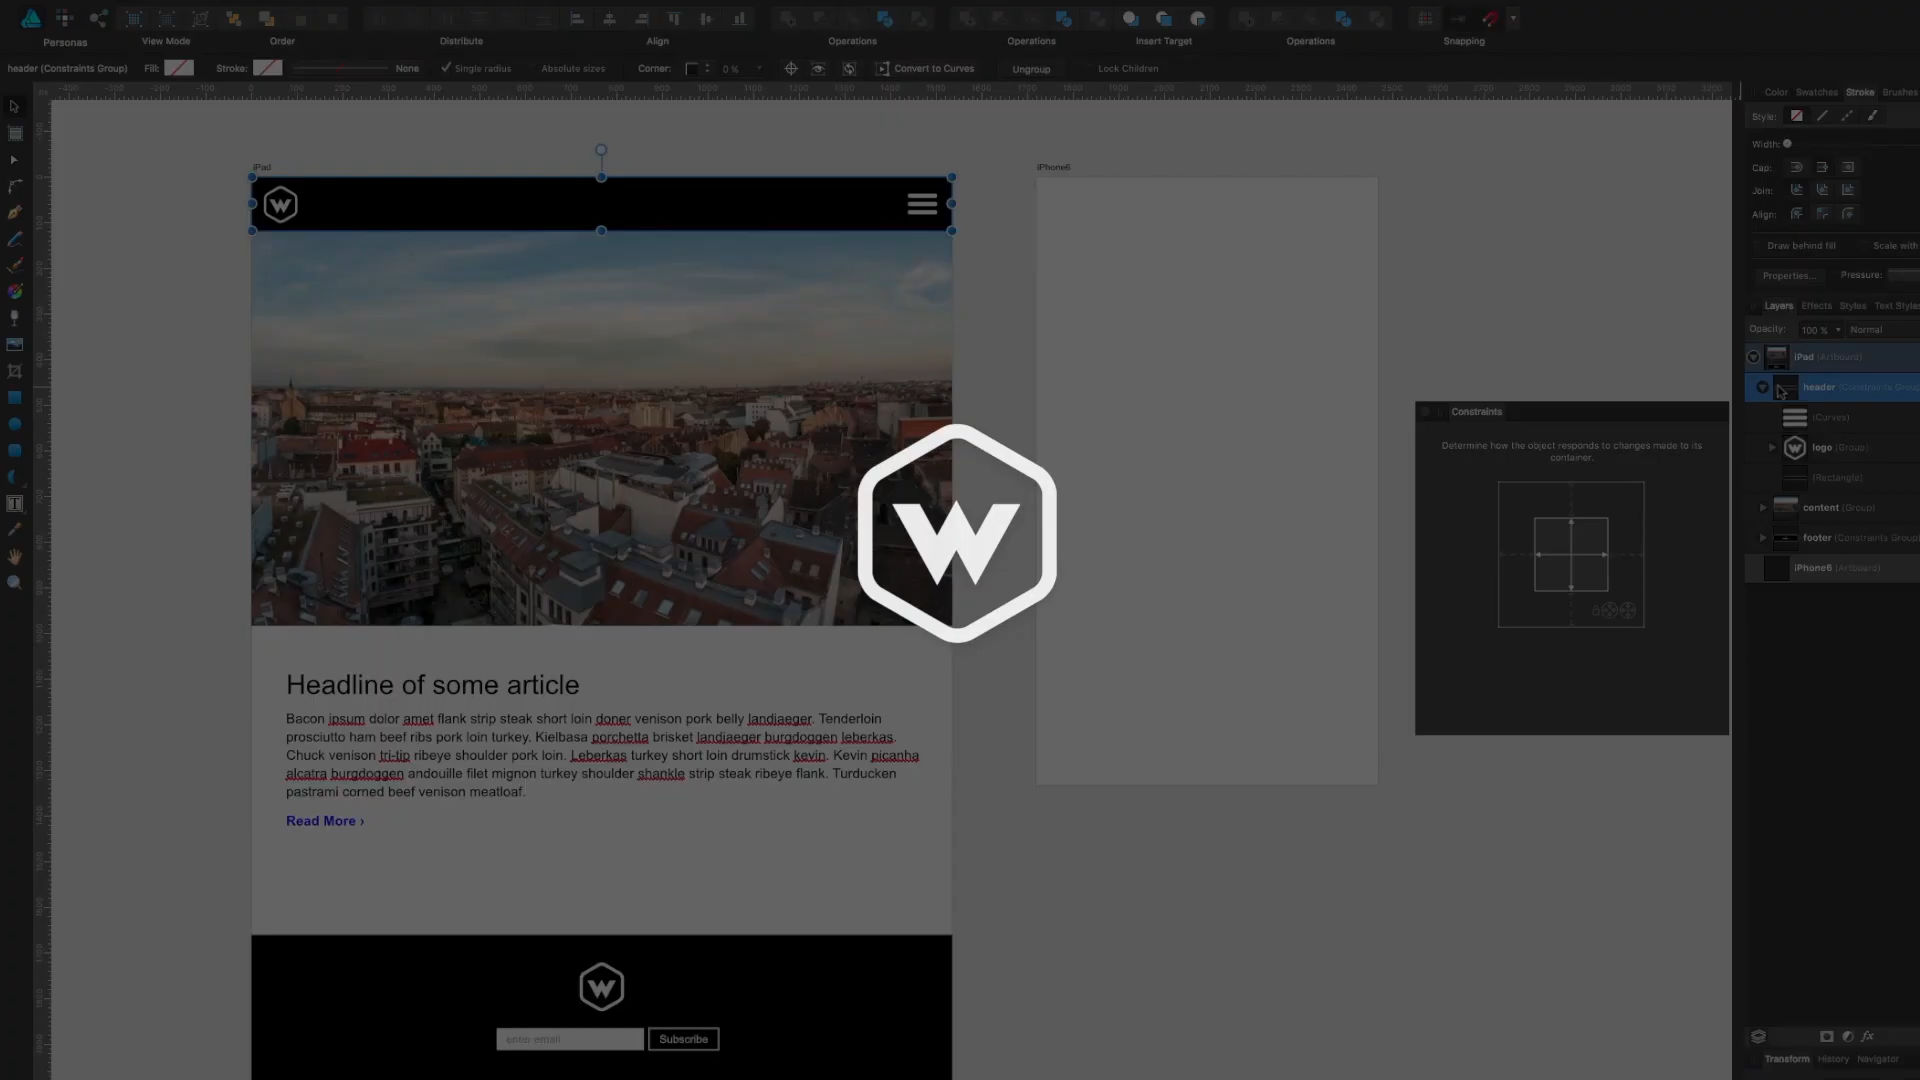 Personas
View Mode
Order
Distribute
Align
Operations
Operations
Insert Target
Operations
Snapping
header (Constraints Group)
Fill:
Stroke:
None
Single radius
Absolute sizes
Corner:
0 %
Convert to Curves
Ungroup
Lock Children
Color
Swatches
Stroke
Brushes
Style:
Width:
Cap:
Join:
Align:
Draw behind fill
Scale with
Properties...
Pressure:
Layers
Effects
Styles
Text Styles
Opacity:
100 %
Normal
iPad (Artboard)
header (Constraints Group
(Curves)
logo (Group)
(Rectangle)
content (Group)
footer (Constraints Group)
iPhone6 (Artboard)
Transform
History
Navigator
iPad
iPhone6
W
Constraints
Determine how the object responds to changes made to its
container.
W
Headline of some article
Bacon ipsum dolor amet flank strip steak short loin doner venison pork belly landjaeger. Tenderloin
prosciutto ham beef ribs pork loin turkey. Kielbasa porchetta brisket landjaeger burgdoggen leberkas.
Chuck venison tri-tip ribeye shoulder pork loin. Leberkas turkey short loin drumstick kevin. Kevin picanha
alcatra burgdoggen andouille filet mignon turkey shoulder shankle strip steak ribeye flank. Turducken
pastrami corned beef venison meatloaf.
Read More ›
W
enter email
Subscribe